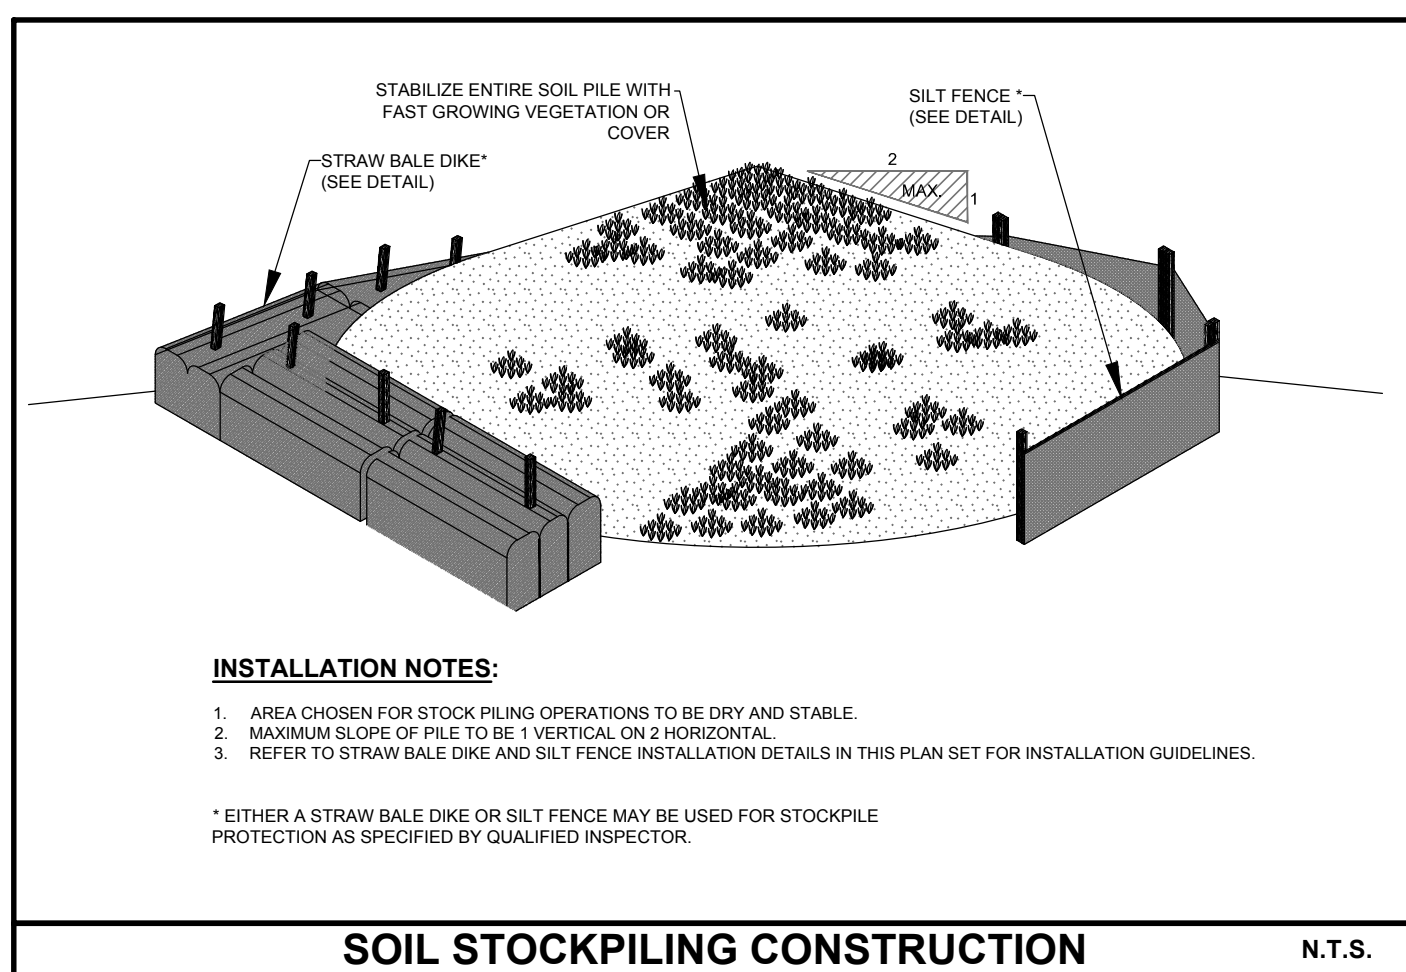 STABILIZE ENTIRE SOIL PILE WITH
FAST GROWING VEGETATION OR
COVER
SILT FENCE *
(SEE DETAIL)
STRAW BALE DIKE*
(SEE DETAIL)
2
MAX.
1
INSTALLATION NOTES:
1. AREA CHOSEN FOR STOCK PILING OPERATIONS TO BE DRY AND STABLE.
2. MAXIMUM SLOPE OF PILE TO BE 1 VERTICAL ON 2 HORIZONTAL.
3. REFER TO STRAW BALE DIKE AND SILT FENCE INSTALLATION DETAILS IN THIS PLAN SET FOR INSTALLATION GUIDELINES.
* EITHER A STRAW BALE DIKE OR SILT FENCE MAY BE USED FOR STOCKPILE
PROTECTION AS SPECIFIED BY QUALIFIED INSPECTOR.
SOIL STOCKPILING CONSTRUCTION
N.T.S.